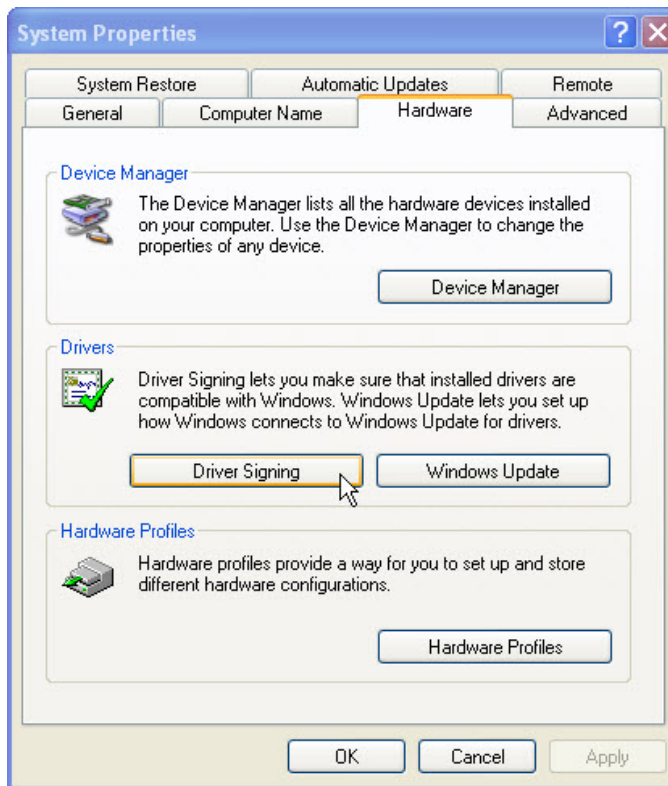 System Properties
System Restore
Automatic Updates
Remote
General
Computer Name
Hardware
Advanced
Device Manager
The Device Manager lists all the hardware devices installed
on your computer. Use the Device Manager to change the
properties of any device.
Device Manager
Drivers
Driver Signing lets you make sure that installed drivers are
compatible with Windows. Windows Update lets you set up
how Windows connects to Windows Update for drivers.
Driver Signing
Windows Update
Hardware Profiles
Hardware profiles provide a way for you to set up and store
different hardware configurations.
Hardware Profiles
OK
Cancel
Apply